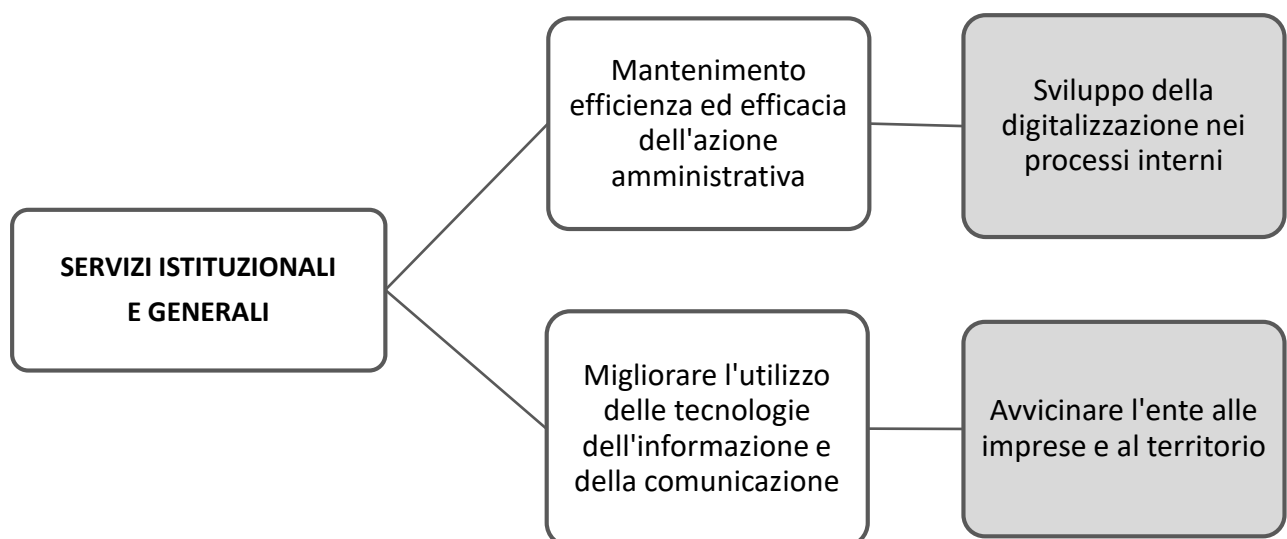 SERVIZI ISTITUZIONALI
E GENERALI
Mantenimento
efficienza ed efficacia
dell'azione
amministrativa
Sviluppo della
digitalizzazione nei
processi interni
Migliorare l'utilizzo
delle tecnologie
dell'informazione e
della comunicazione
Avvicinare l'ente alle
imprese e al territorio